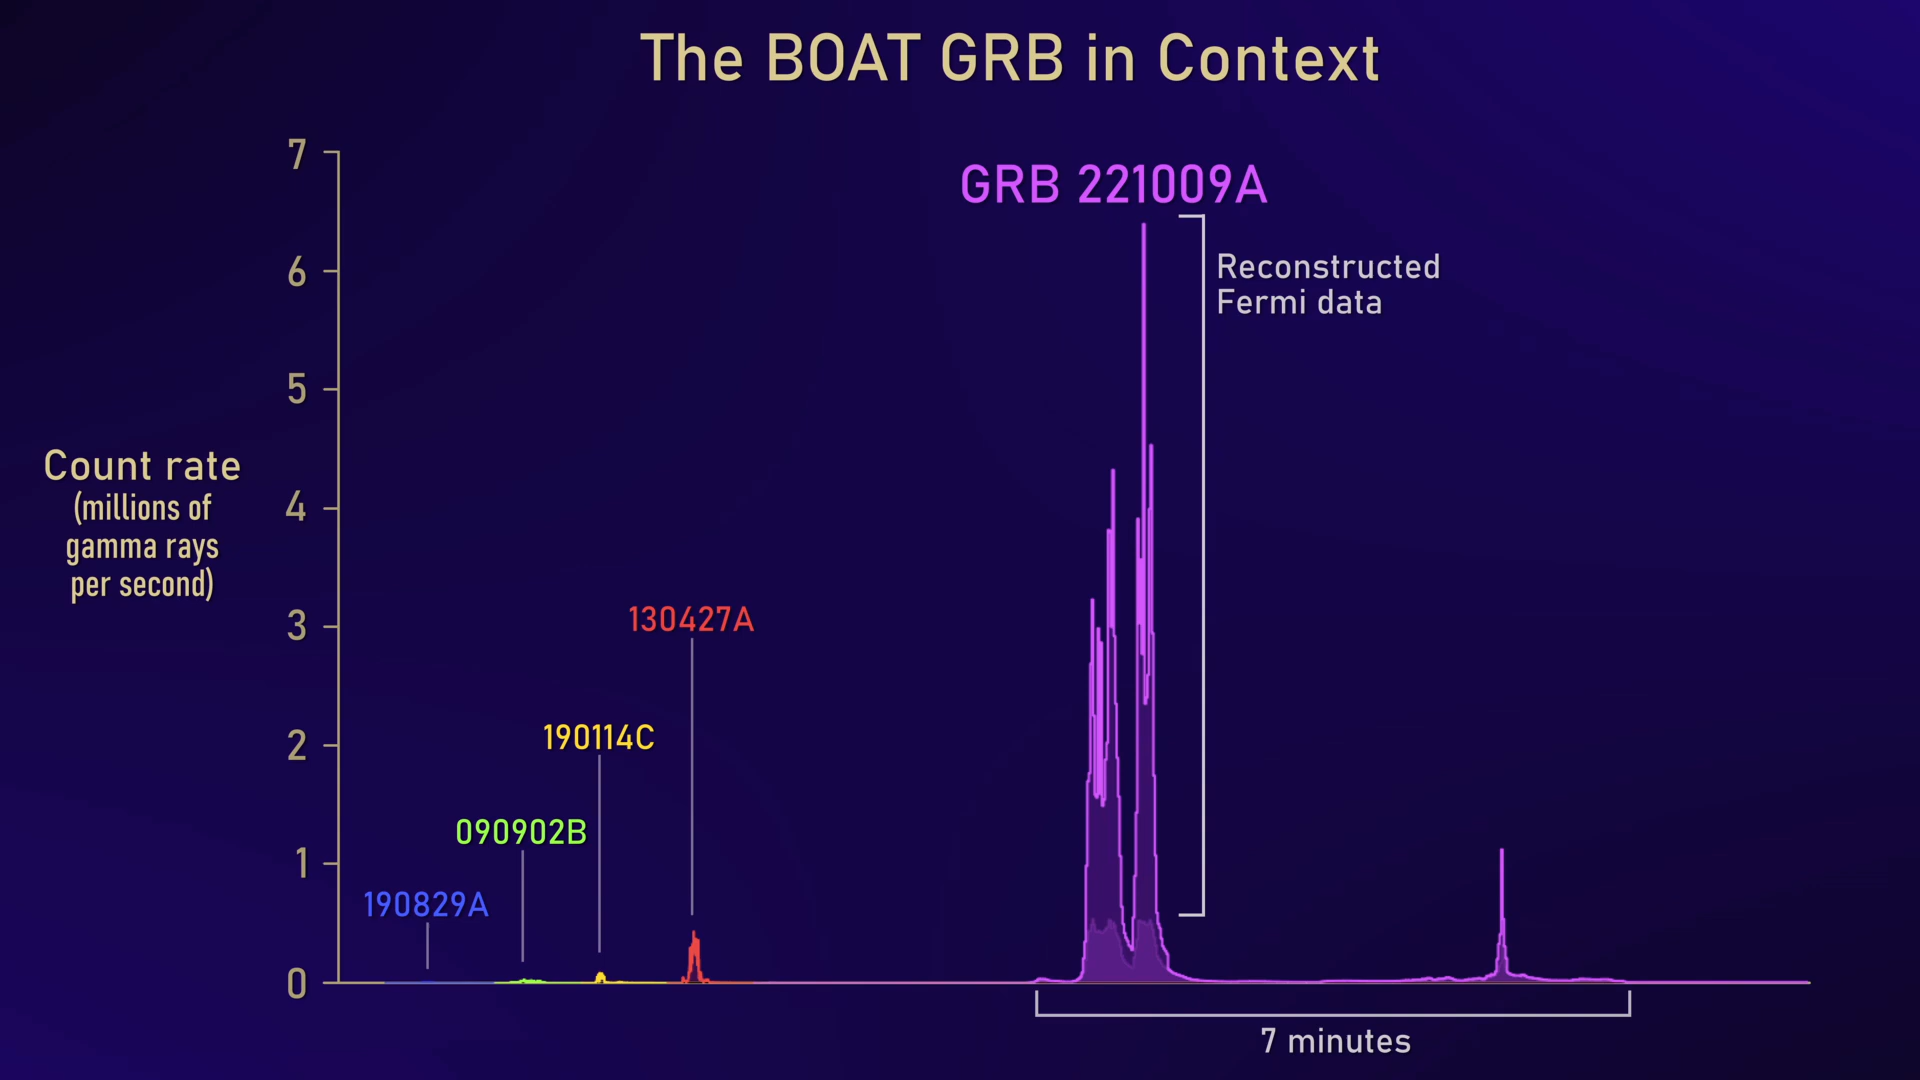 The BOAT GRB in Context
7
GRB 221009A
Reconstructed
Fermi data
6
5
Count rate
(millions of
gamma rays
per second)
4
3
130427A
2
190114C
1
090902B
190829A
0
7 minutes